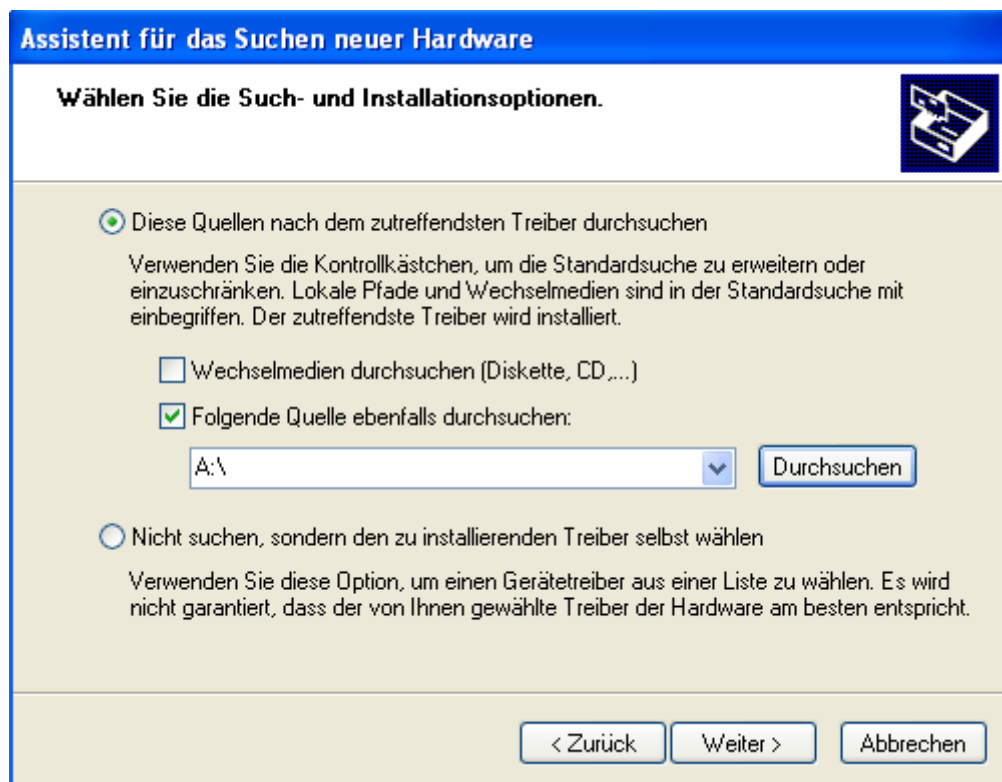 Assistent für das Suchen neuer Hardware
Wählen Sie die Such- und Installationsoptionen.
Diese Quellen nach dem zutreffendsten Treiber durchsuchen
Verwenden Sie die Kontrollkästchen, um die Standardsuche zu erweitern oder
einzuschränken. Lokale Pfade und Wechselmedien sind in der Standardsuche mit
einbegriffen. Der zutreffendste Treiber wird installiert.
Wechselmedien durchsuchen (Diskette, CD,...)
Folgende Quelle ebenfalls durchsuchen:
A:\ Durchsuchen
Nicht suchen, sondern den zu installierenden Treiber selbst wählen
Verwenden Sie diese Option, um einen Gerätetreiber aus einer Liste zu wählen. Es wird
nicht garantiert, dass der von Ihnen gewählte Treiber der Hardware am besten entspricht.
< Zurück Weiter > Abbrechen